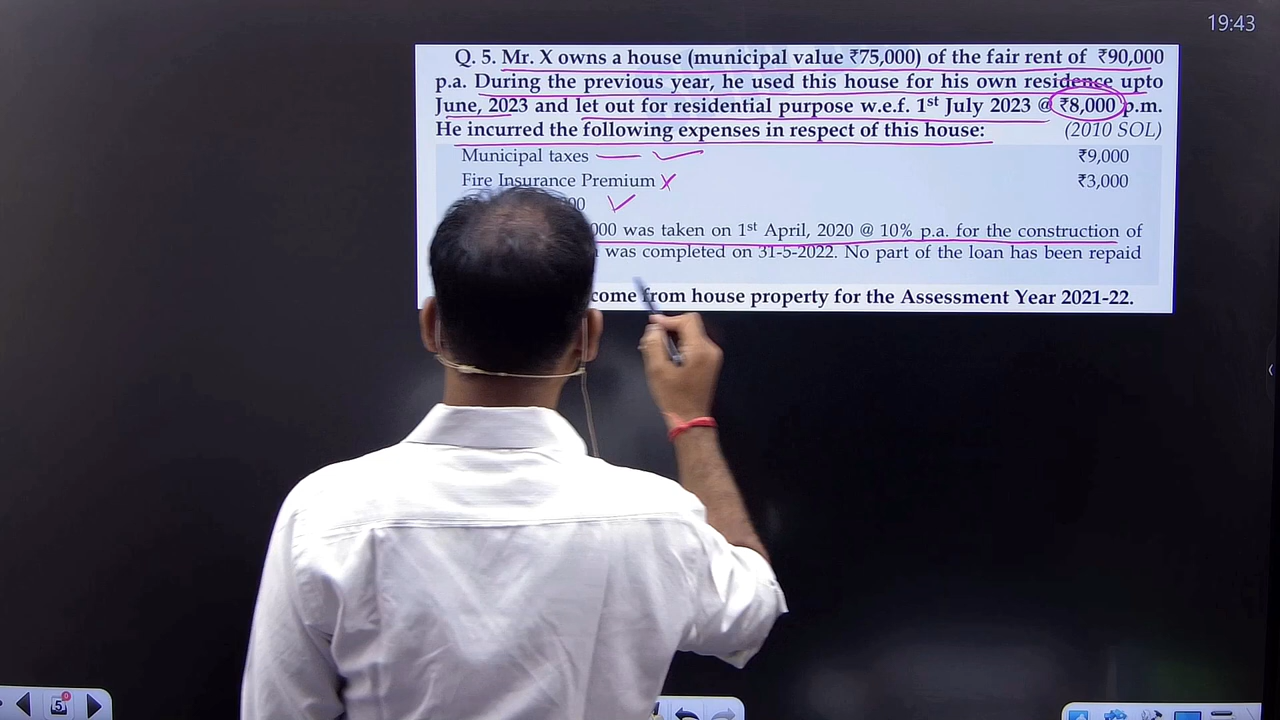 19:43
Q. 5. Mr. X owns a house (municipal value ₹75,000) of the fair rent of ₹90,000
p.a. During the previous year, he used this house for his own residence upto
June, 2023 and let out for residential purpose w.e.f. 1st July 2023 @ ₹8,000 p.m.
He incurred the following expenses in respect of this house: (2010 SOL)
Municipal taxes ₹9,000
Fire Insurance Premium ₹3,000
000 was taken on 1st April, 2020 @ 10% p.a. for the construction of
was completed on 31-5-2022. No part of the loan has been repaid
come from house property for the Assessment Year 2021-22.
5